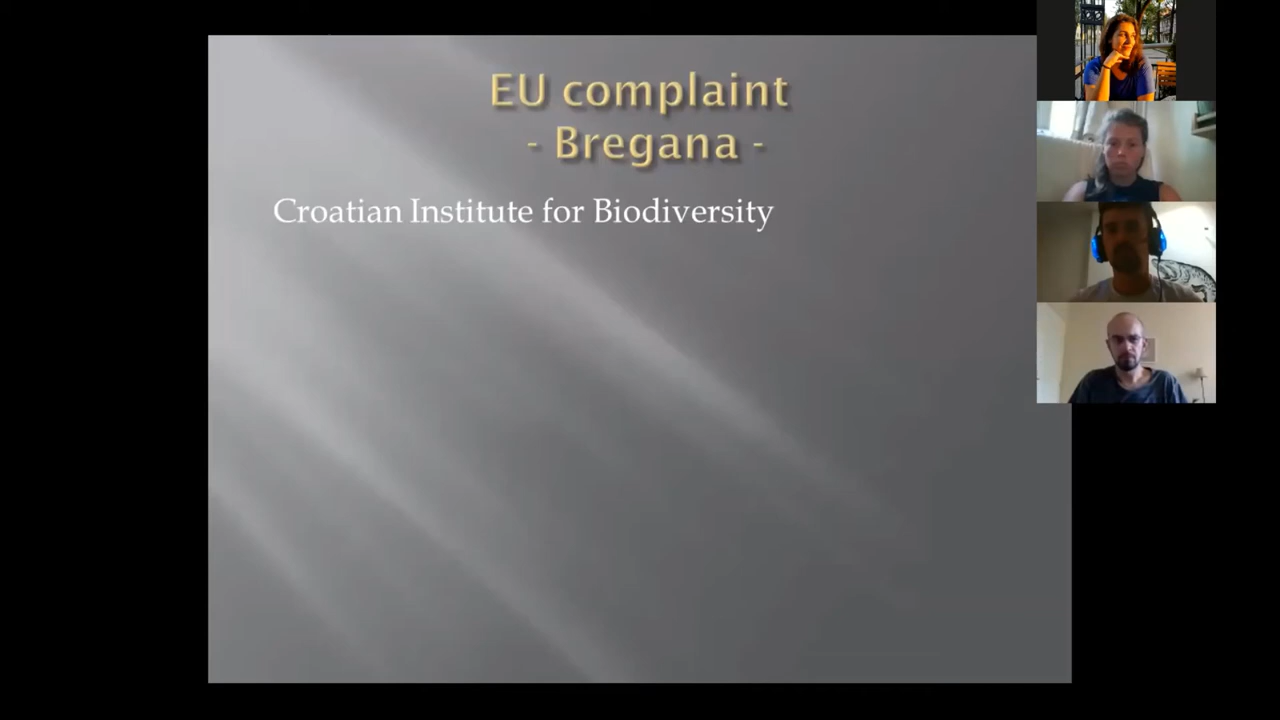 EU complaint
- Bregana -
Croatian Institute for Biodiversity